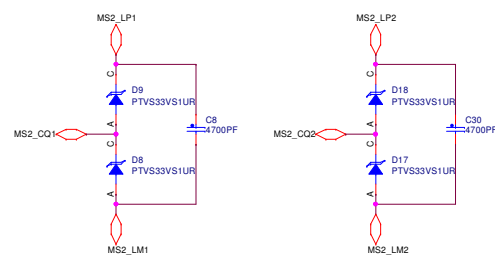 MS2_LP1
MS2_LP2
C
D9
PTVS33VS1UR
A
C8
4700PF
MS2_CQ1
C
D8
PTVS33VS1UR
A
MS2_LM1
C
D18
PTVS33VS1UR
A
C30
4700PF
MS2_CQ2
C
D17
PTVS33VS1UR
A
MS2_LM2